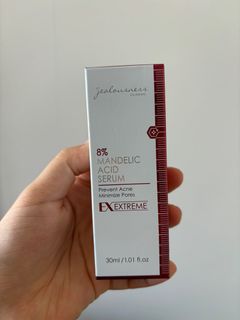 jealousness
8%
MANDELIC
ACID
SERUM
Prevent Acne
Minimize Pores
EX EXTREME
30ml/1.01 fl.oz